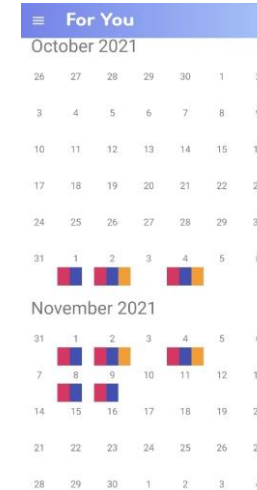 ≡ For You
October 2021
26 27 28 29 30 1
3 4 5 6 7 8
10 11 12 13 14 15
17 18 19 20 21 22
24 25 26 27 28 29
31 1 2 3 4 5
November 2021
31 1 2 3 4 5
7 8 9 10 11 12
14 15 16 17 18 19
21 22 23 24 25 26
28 29 30 1 2 3